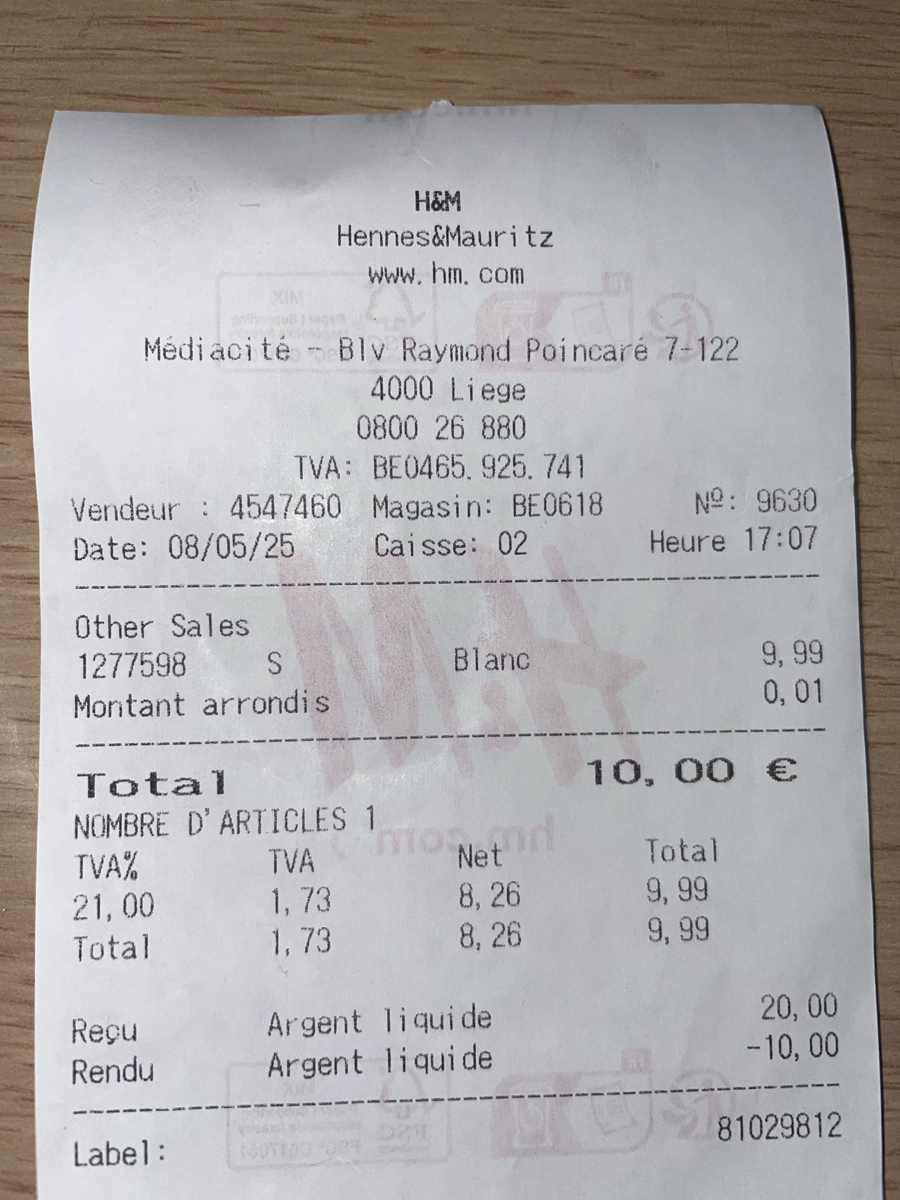 H&M
Hennes&Mauritz
www.hm.com
Médiacité - Blv Raymond Poincaré 7-122
4000 Liege
0800 26 880
TVA: BE0465.925.741
Vendeur : 4547460 Magasin: BE0618 Nº: 9630
Date: 08/05/25 Caisse: 02 Heure 17:07
Other Sales
1277598 S Blanc 9,99
Montant arrondis 0,01
Total 10,00 €
NOMBRE D'ARTICLES 1
TVA% TVA Net Total
21,00 1,73 8,26 9,99
Total 1,73 8,26 9,99
Reçu Argent liquide 20,00
Rendu Argent liquide -10,00
Label: 81029812